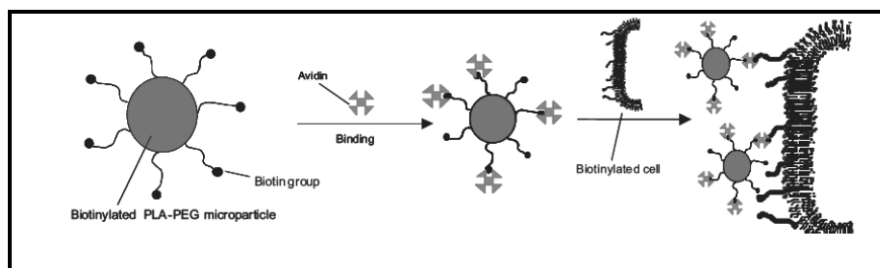 Avidin
Binding
Biotinylated cell
Biotin group
Biotinylated PLA-PEG microparticle